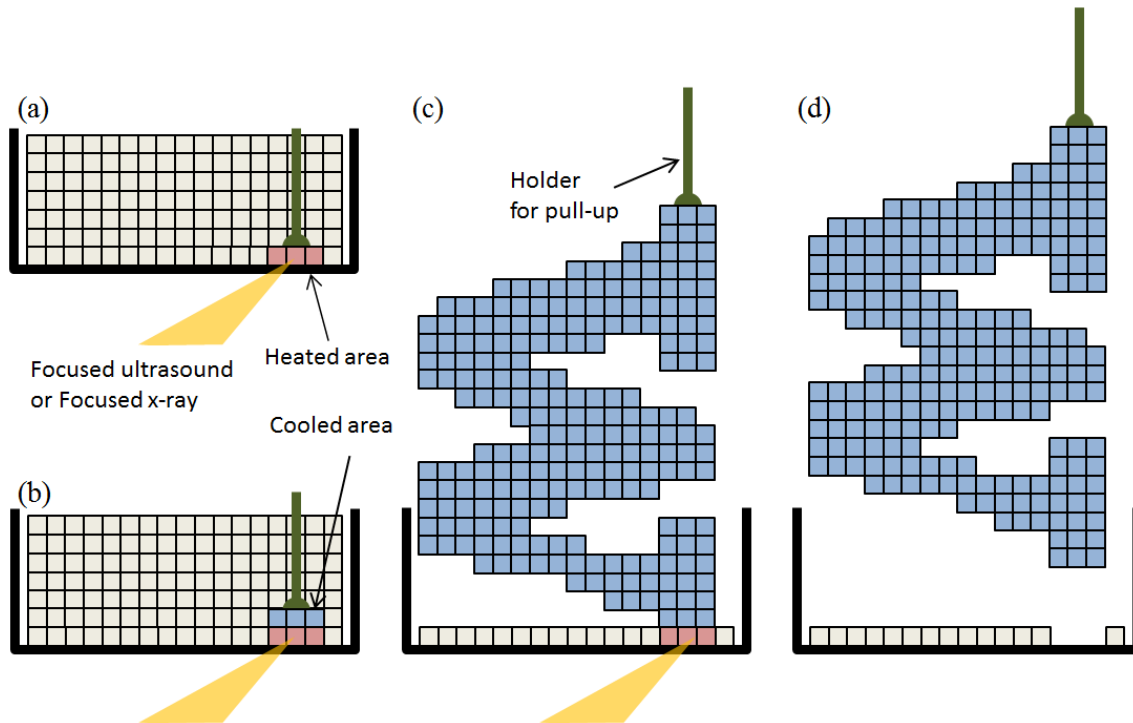 (a)
Focused ultrasound
or Focused x-ray
Heated area
Cooled area
(b)
(c)
Holder
for pull-up
(d)